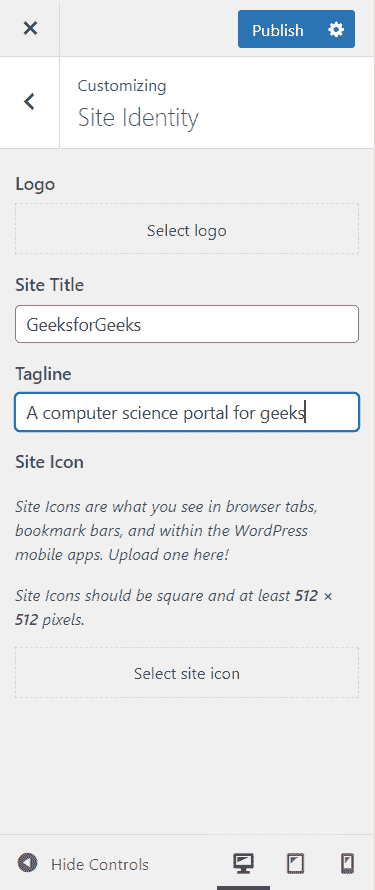 Publish
Customizing
Site Identity
Logo
Select logo
Site Title
GeeksforGeeks
Tagline
A computer science portal for geeks
Site Icon
Site Icons are what you see in browser tabs,
bookmark bars, and within the WordPress
mobile apps. Upload one here!
Site Icons should be square and at least 512 ×
512 pixels.
Select site icon
Hide Controls